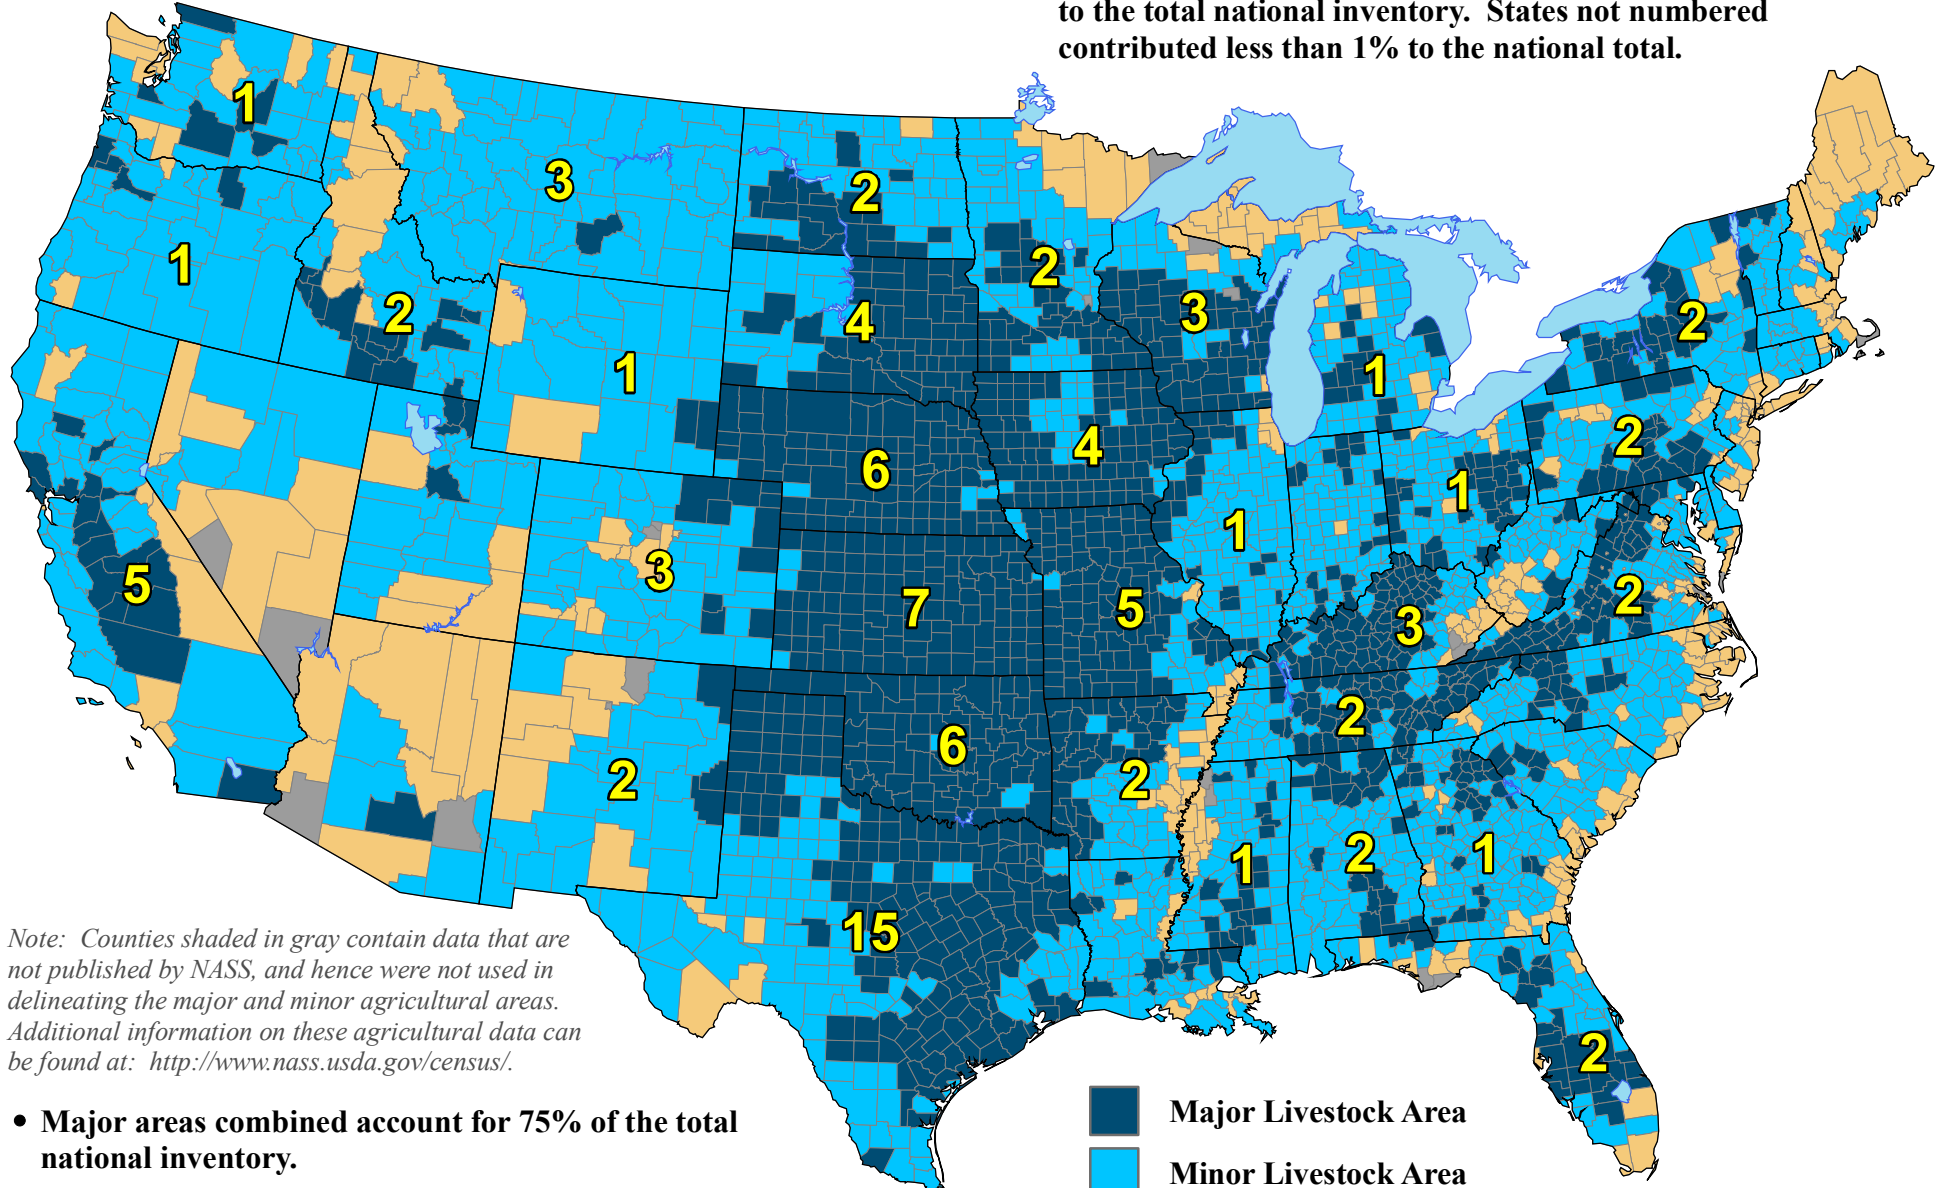 to the total national inventory.  States not numbered
contributed less than 1% to the national total.
1
3
2
1
2
2
4
2
3
1
2
1
6
4
1
2
5
3
7
5
1
3
2
2
6
2
2
15
1
2
1
2
Note:  Counties shaded in gray contain data that are
not published by NASS, and hence were not used in
delineating the major and minor agricultural areas.
Additional information on these agricultural data can
be found at:  http://www.nass.usda.gov/census/.
• Major areas combined account for 75% of the total
national inventory.
Major Livestock Area
Minor Livestock Area